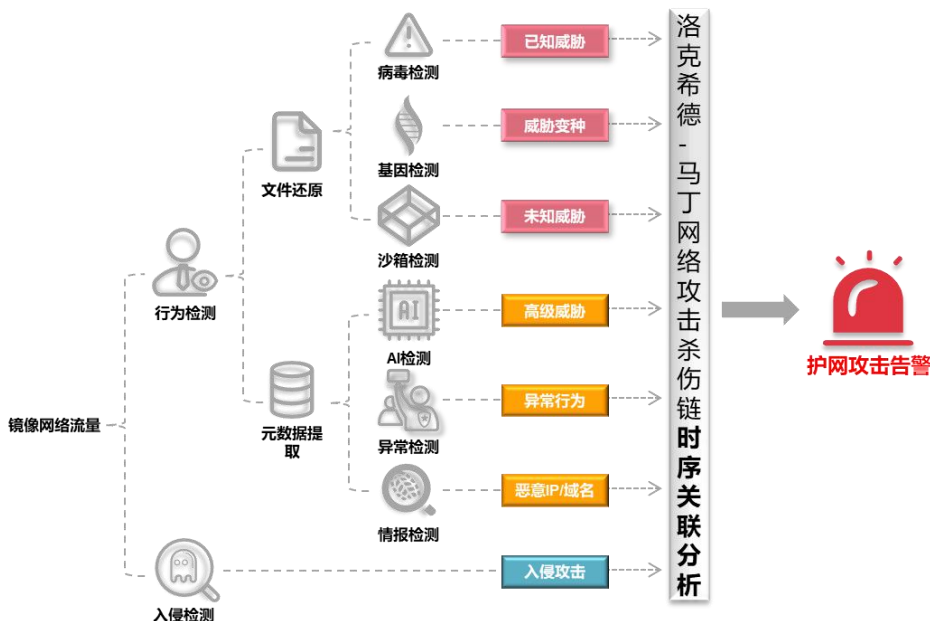 已知威胁
病毒检测
威胁变种
基因检测
文件还原
未知威胁
沙箱检测
行为检测
AI
高级威胁
AI检测
异常行为
异常检测
元数据提
取
镜像网络流量
恶意IP/域名
情报检测
入侵攻击
入侵检测
洛克希德-马丁网络攻击杀伤链时序关联分析
护网攻击告警